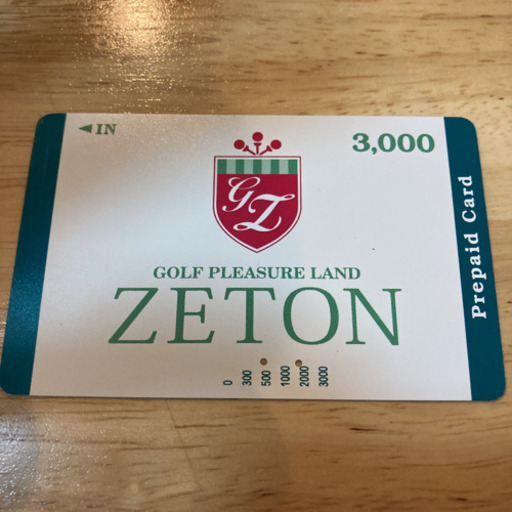 ◄IN
3,000
GZ
GOLF PLEASURE LAND
ZETON
0 300 500 1000 2000 3000
Prepaid Card